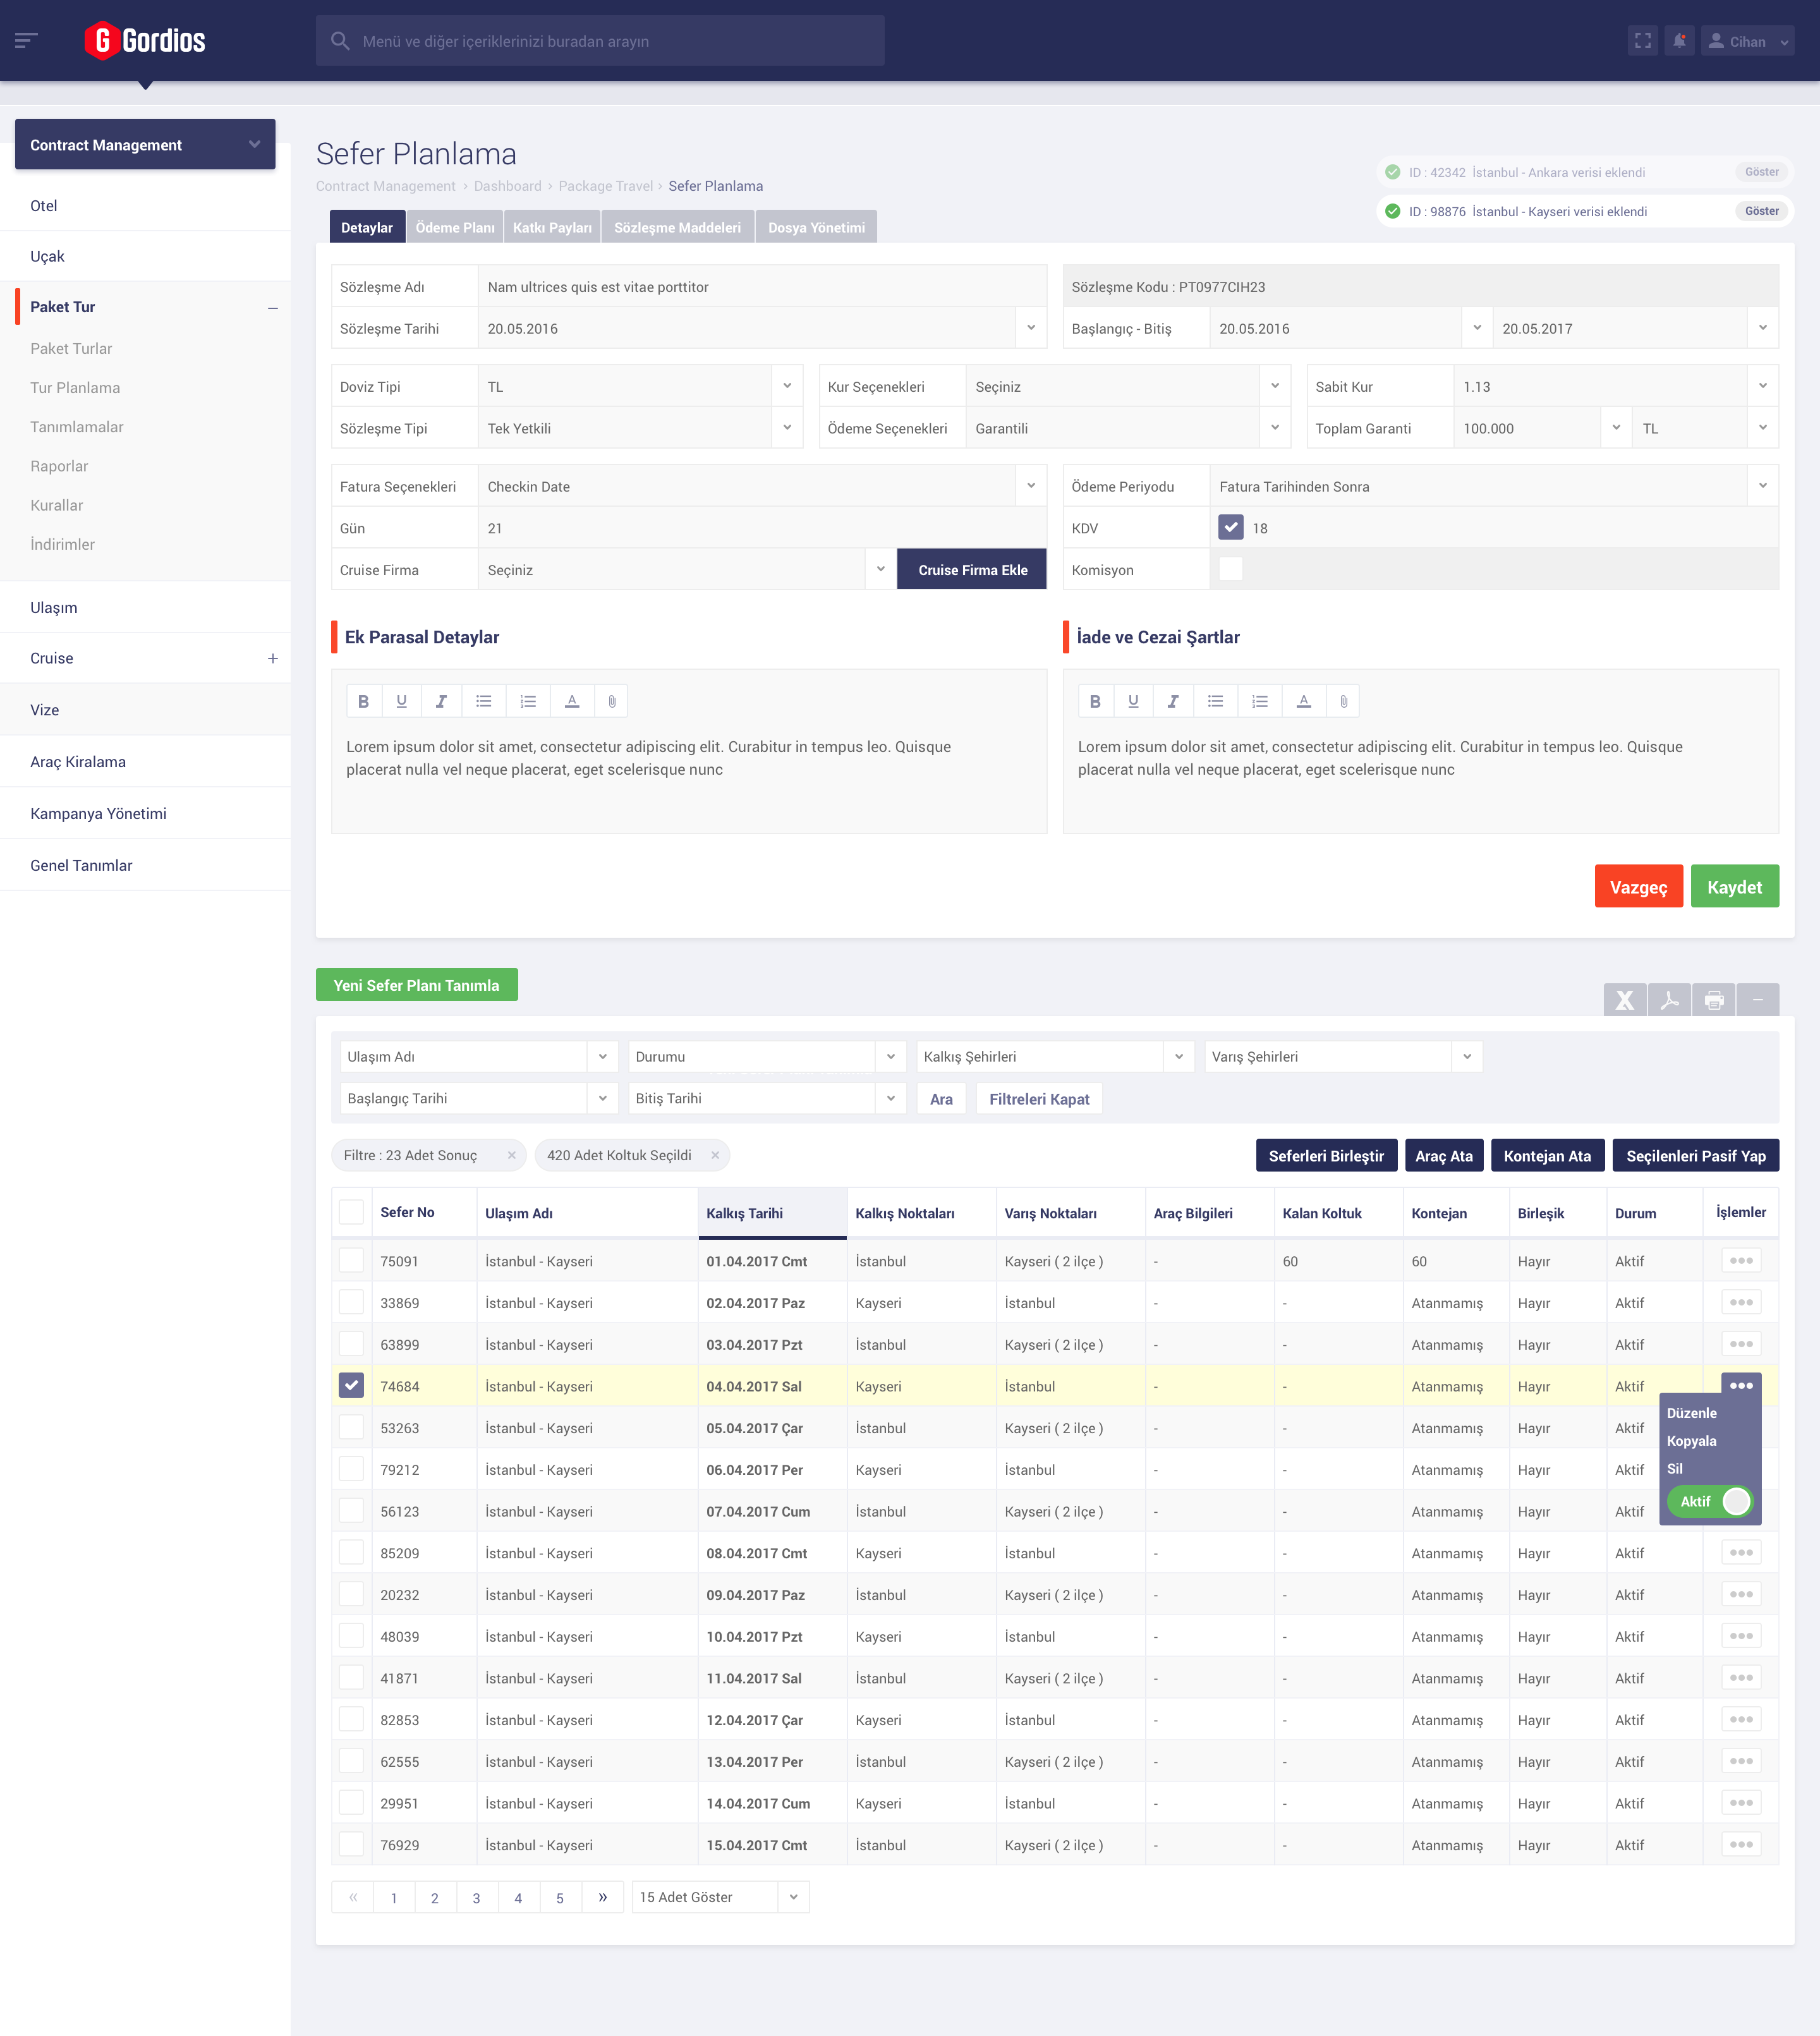 G Gordios
Menü ve diğer içeriklerinizi buradan arayın
Cihan
Contract Management
Otel
Uçak
Paket Tur
Paket Turlar
Tur Planlama
Tanımlamalar
Raporlar
Kurallar
İndirimler
Ulaşım
Cruise
Vize
Araç Kiralama
Kampanya Yönetimi
Genel Tanımlar
Sefer Planlama
Contract Management › Dashboard › Package Travel › Sefer Planlama
ID : 42342 İstanbul - Ankara verisi eklendi Göster
ID : 98876 İstanbul - Kayseri verisi eklendi Göster
Detaylar Ödeme Planı Katkı Payları Sözleşme Maddeleri Dosya Yönetimi
Sözleşme Adı Nam ultrices quis est vitae porttitor Sözleşme Kodu : PT0977CIH23
Sözleşme Tarihi 20.05.2016 Başlangıç - Bitiş 20.05.2016 20.05.2017
Doviz Tipi TL Kur Seçenekleri Seçiniz Sabit Kur 1.13
Sözleşme Tipi Tek Yetkili Ödeme Seçenekleri Garantili Toplam Garanti 100.000 TL
Fatura Seçenekleri Checkin Date Ödeme Periyodu Fatura Tarihinden Sonra
Gün 21 KDV 18
Cruise Firma Seçiniz Cruise Firma Ekle Komisyon
Ek Parasal Detaylar
B U I A
Lorem ipsum dolor sit amet, consectetur adipiscing elit. Curabitur in tempus leo. Quisque
placerat nulla vel neque placerat, eget scelerisque nunc
İade ve Cezai Şartlar
B U I A
Lorem ipsum dolor sit amet, consectetur adipiscing elit. Curabitur in tempus leo. Quisque
placerat nulla vel neque placerat, eget scelerisque nunc
Vazgeç Kaydet
Yeni Sefer Planı Tanımla
Ulaşım Adı Durumu Kalkış Şehirleri Varış Şehirleri
Başlangıç Tarihi Bitiş Tarihi Ara Filtreleri Kapat
Filtre : 23 Adet Sonuç × 420 Adet Koltuk Seçildi × Seferleri Birleştir Araç Ata Kontejan Ata Seçilenleri Pasif Yap
Sefer No Ulaşım Adı Kalkış Tarihi Kalkış Noktaları Varış Noktaları Araç Bilgileri Kalan Koltuk Kontejan Birleşik Durum İşlemler
75091 İstanbul - Kayseri 01.04.2017 Cmt İstanbul Kayseri ( 2 ilçe ) - 60 60 Hayır Aktif
33869 İstanbul - Kayseri 02.04.2017 Paz Kayseri İstanbul - - Atanmamış Hayır Aktif
63899 İstanbul - Kayseri 03.04.2017 Pzt İstanbul Kayseri ( 2 ilçe ) - - Atanmamış Hayır Aktif
74684 İstanbul - Kayseri 04.04.2017 Sal Kayseri İstanbul - - Atanmamış Hayır Aktif
53263 İstanbul - Kayseri 05.04.2017 Çar İstanbul Kayseri ( 2 ilçe ) - - Atanmamış Hayır Aktif
79212 İstanbul - Kayseri 06.04.2017 Per Kayseri İstanbul - - Atanmamış Hayır Aktif
56123 İstanbul - Kayseri 07.04.2017 Cum İstanbul Kayseri ( 2 ilçe ) - - Atanmamış Hayır Aktif
85209 İstanbul - Kayseri 08.04.2017 Cmt Kayseri İstanbul - - Atanmamış Hayır Aktif
20232 İstanbul - Kayseri 09.04.2017 Paz İstanbul Kayseri ( 2 ilçe ) - - Atanmamış Hayır Aktif
48039 İstanbul - Kayseri 10.04.2017 Pzt Kayseri İstanbul - - Atanmamış Hayır Aktif
41871 İstanbul - Kayseri 11.04.2017 Sal İstanbul Kayseri ( 2 ilçe ) - - Atanmamış Hayır Aktif
82853 İstanbul - Kayseri 12.04.2017 Çar Kayseri İstanbul - - Atanmamış Hayır Aktif
62555 İstanbul - Kayseri 13.04.2017 Per İstanbul Kayseri ( 2 ilçe ) - - Atanmamış Hayır Aktif
29951 İstanbul - Kayseri 14.04.2017 Cum Kayseri İstanbul - - Atanmamış Hayır Aktif
76929 İstanbul - Kayseri 15.04.2017 Cmt İstanbul Kayseri ( 2 ilçe ) - - Atanmamış Hayır Aktif
Düzenle
Kopyala
Sil
Aktif
« 1 2 3 4 5 » 15 Adet Göster